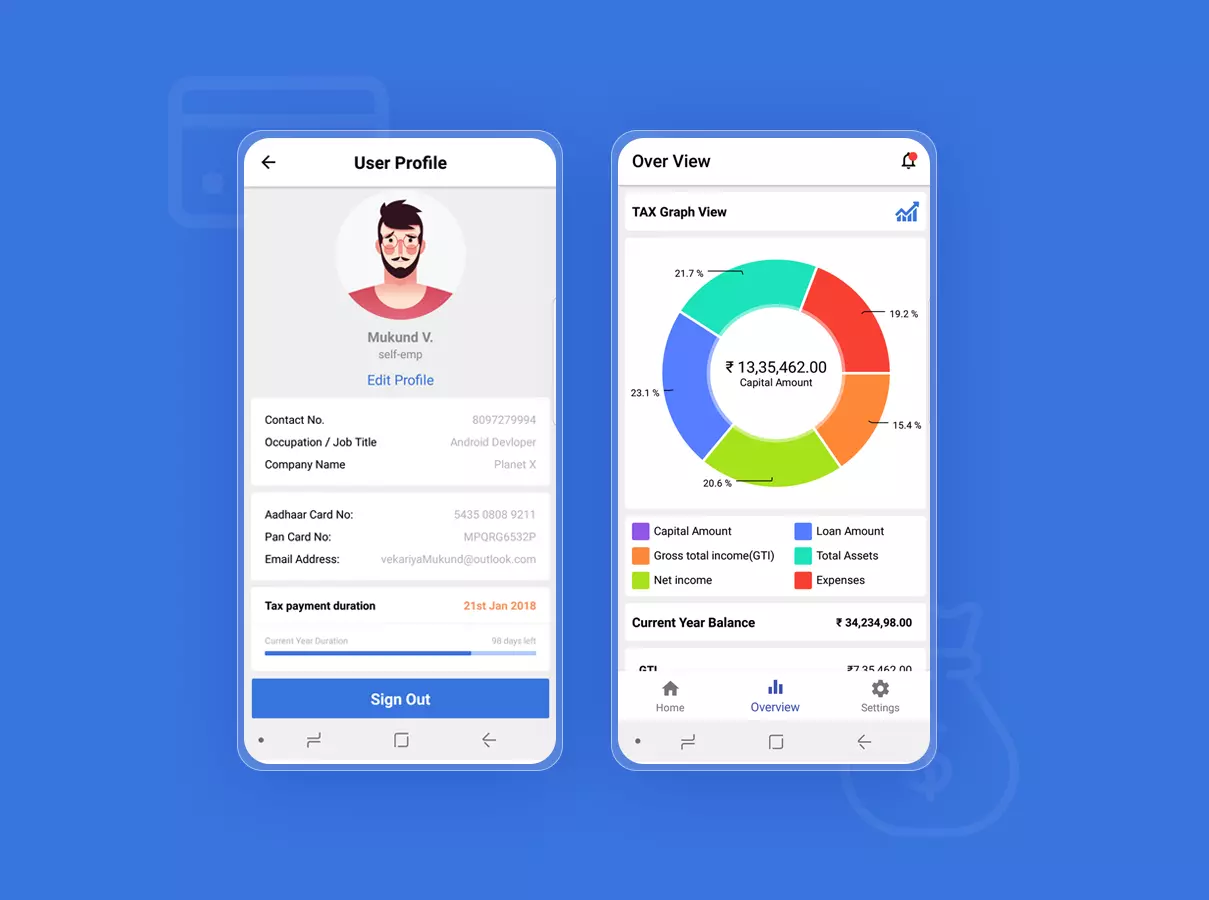 User Profile
Mukund V.
self-emp
Edit Profile
Contact No. 8097279994
Occupation / Job Title Android Devloper
Company Name Planet X
Aadhaar Card No: 5435 0808 9211
Pan Card No: MPQRG6532P
Email Address: vekariyaMukund@outlook.com
Tax payment duration 21st Jan 2018
Current Year Duration 98 days left
Sign Out
Over View
TAX Graph View
21.7 %
19.2 %
₹ 13,35,462.00
Capital Amount
23.1 %
15.4 %
20.6 %
Capital Amount Loan Amount
Gross total income(GTI) Total Assets
Net income Expenses
Current Year Balance ₹ 34,234,98.00
GTI ₹7,35,462.00
Home Overview Settings